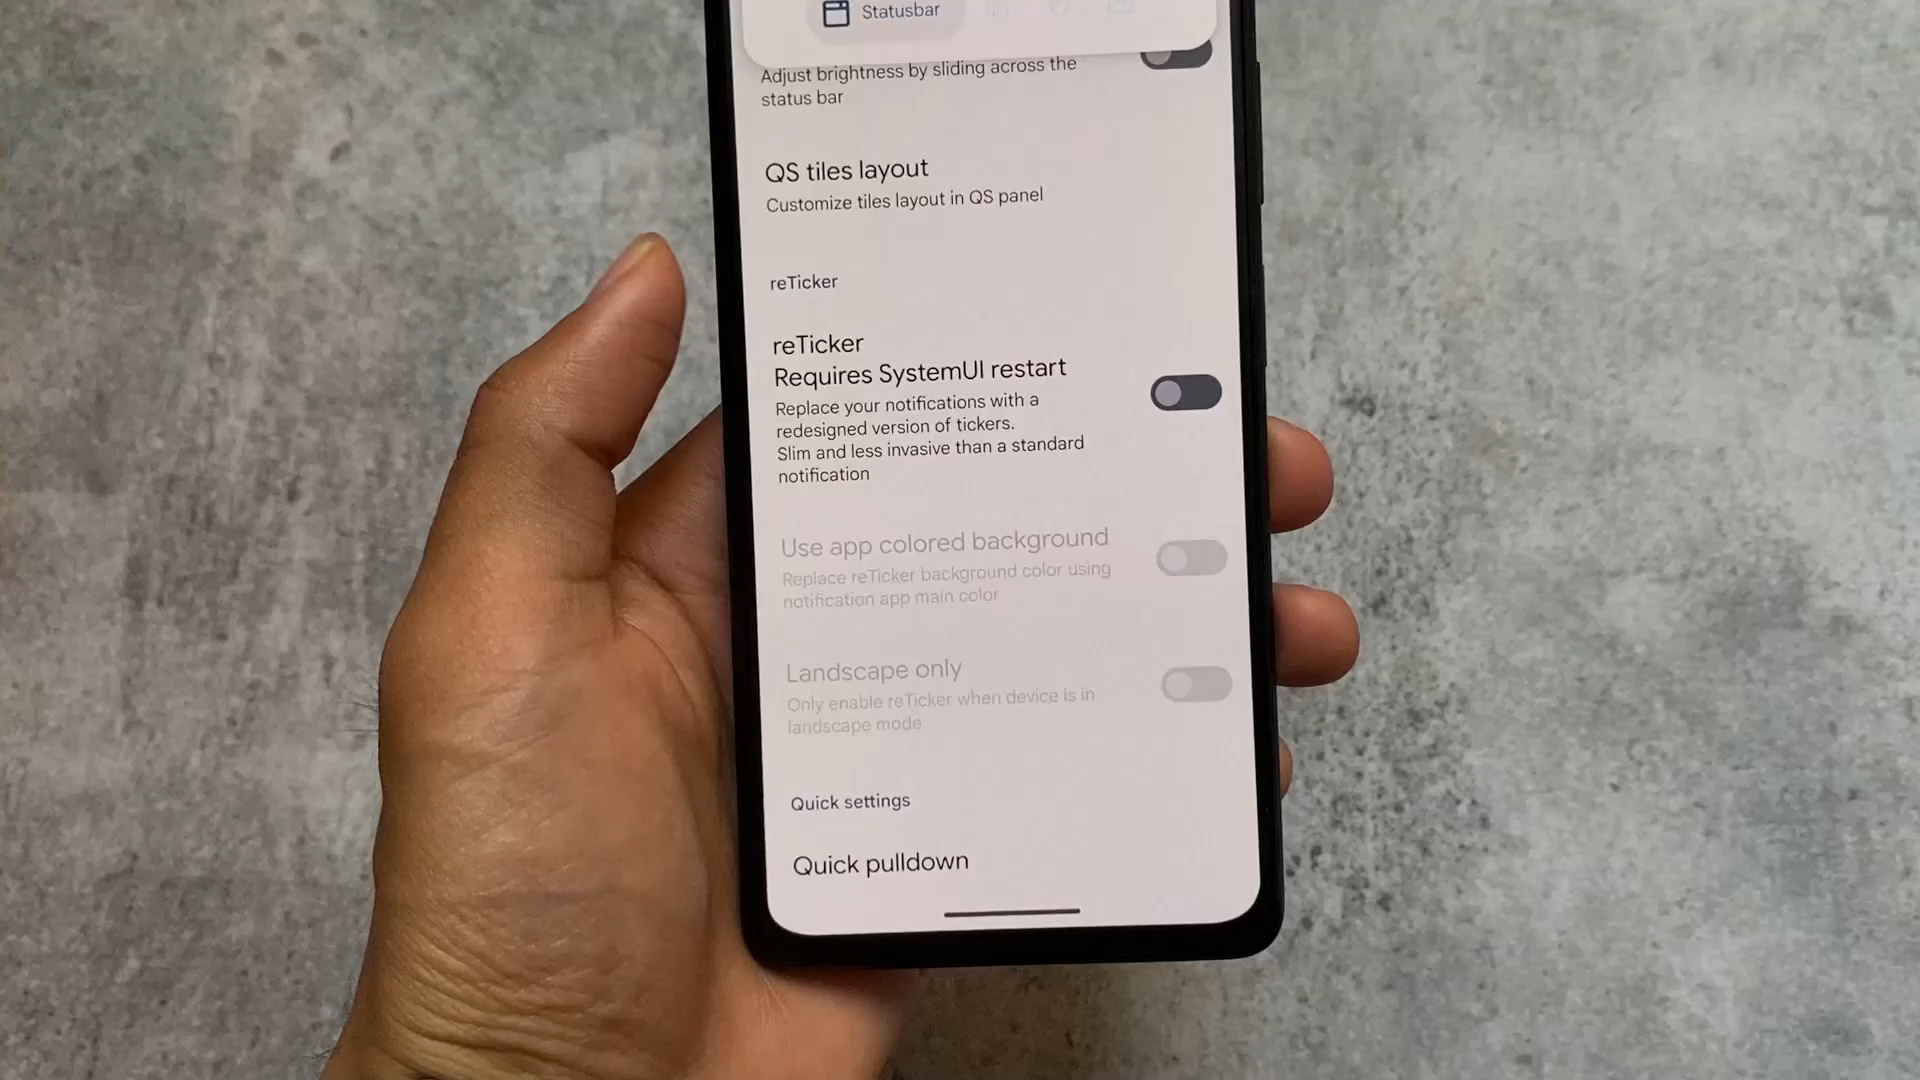 Statusbar
Adjust brightness by sliding across the
status bar
QS tiles layout
Customize tiles layout in QS panel
reTicker
reTicker
Requires SystemUI restart
Replace your notifications with a
redesigned version of tickers.
Slim and less invasive than a standard
notification
Use app colored background
Replace reTicker background color using
notification app main color
Landscape only
Only enable reTicker when device is in
landscape mode
Quick settings
Quick pulldown